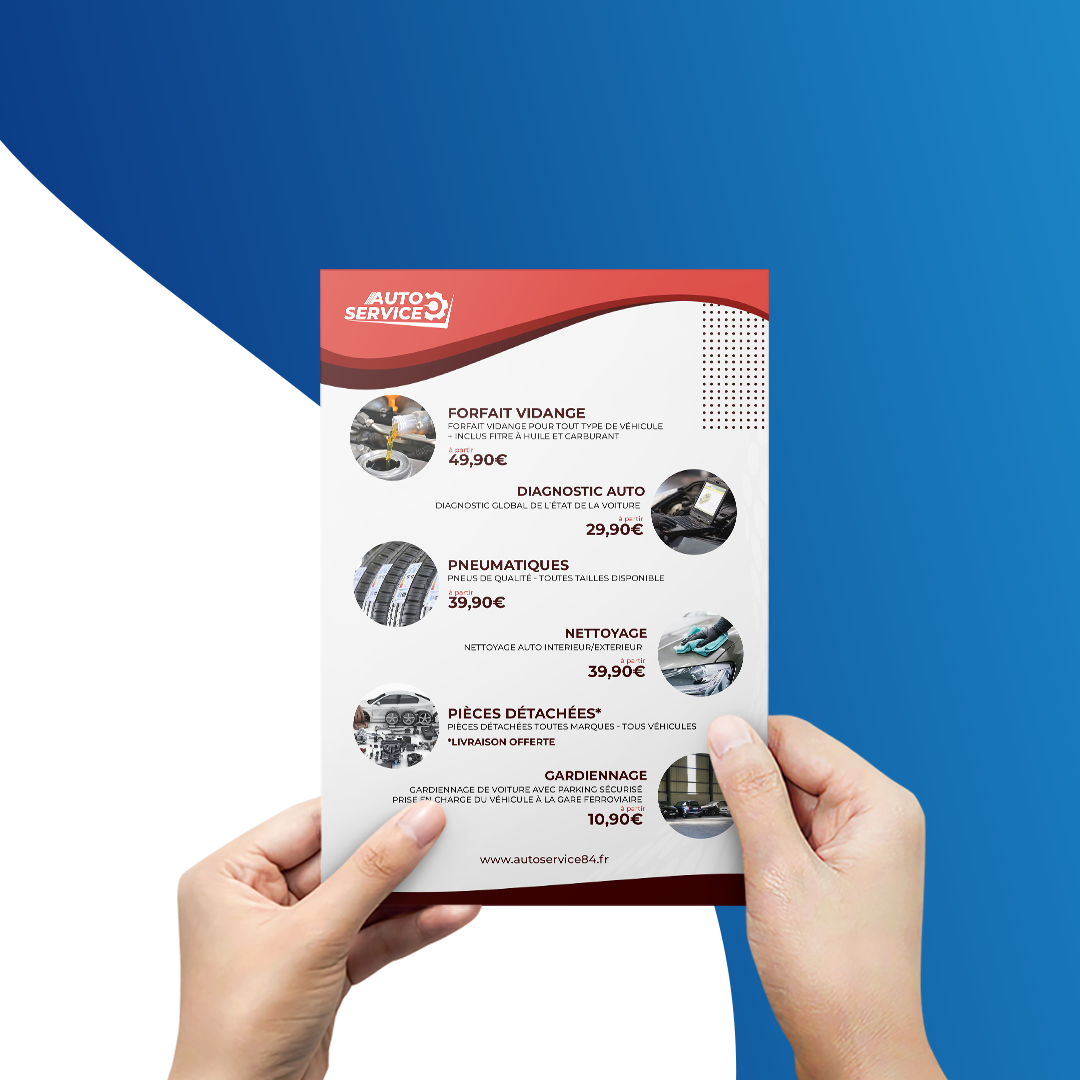 AUTO
SERVICE
FORFAIT VIDANGE
FORFAIT VIDANGE POUR TOUT TYPE DE VÉHICULE
+ INCLUS FITRE À HUILE ET CARBURANT
à partir
49,90€
DIAGNOSTIC AUTO
DIAGNOSTIC GLOBAL DE L'ÉTAT DE LA VOITURE
à partir
29,90€
PNEUMATIQUES
PNEUS DE QUALITÉ - TOUTES TAILLES DISPONIBLE
à partir
39,90€
NETTOYAGE
NETTOYAGE AUTO INTERIEUR/EXTERIEUR
à partir
39,90€
PIÈCES DÉTACHÉES*
PIÈCES DÉTACHÉES TOUTES MARQUES - TOUS VÉHICULES
*LIVRAISON OFFERTE
GARDIENNAGE
GARDIENNAGE DE VOITURE AVEC PARKING SÉCURISÉ
PRISE EN CHARGE DU VÉHICULE À LA GARE FERROVIAIRE
à partir
10,90€
www.autoservice84.fr